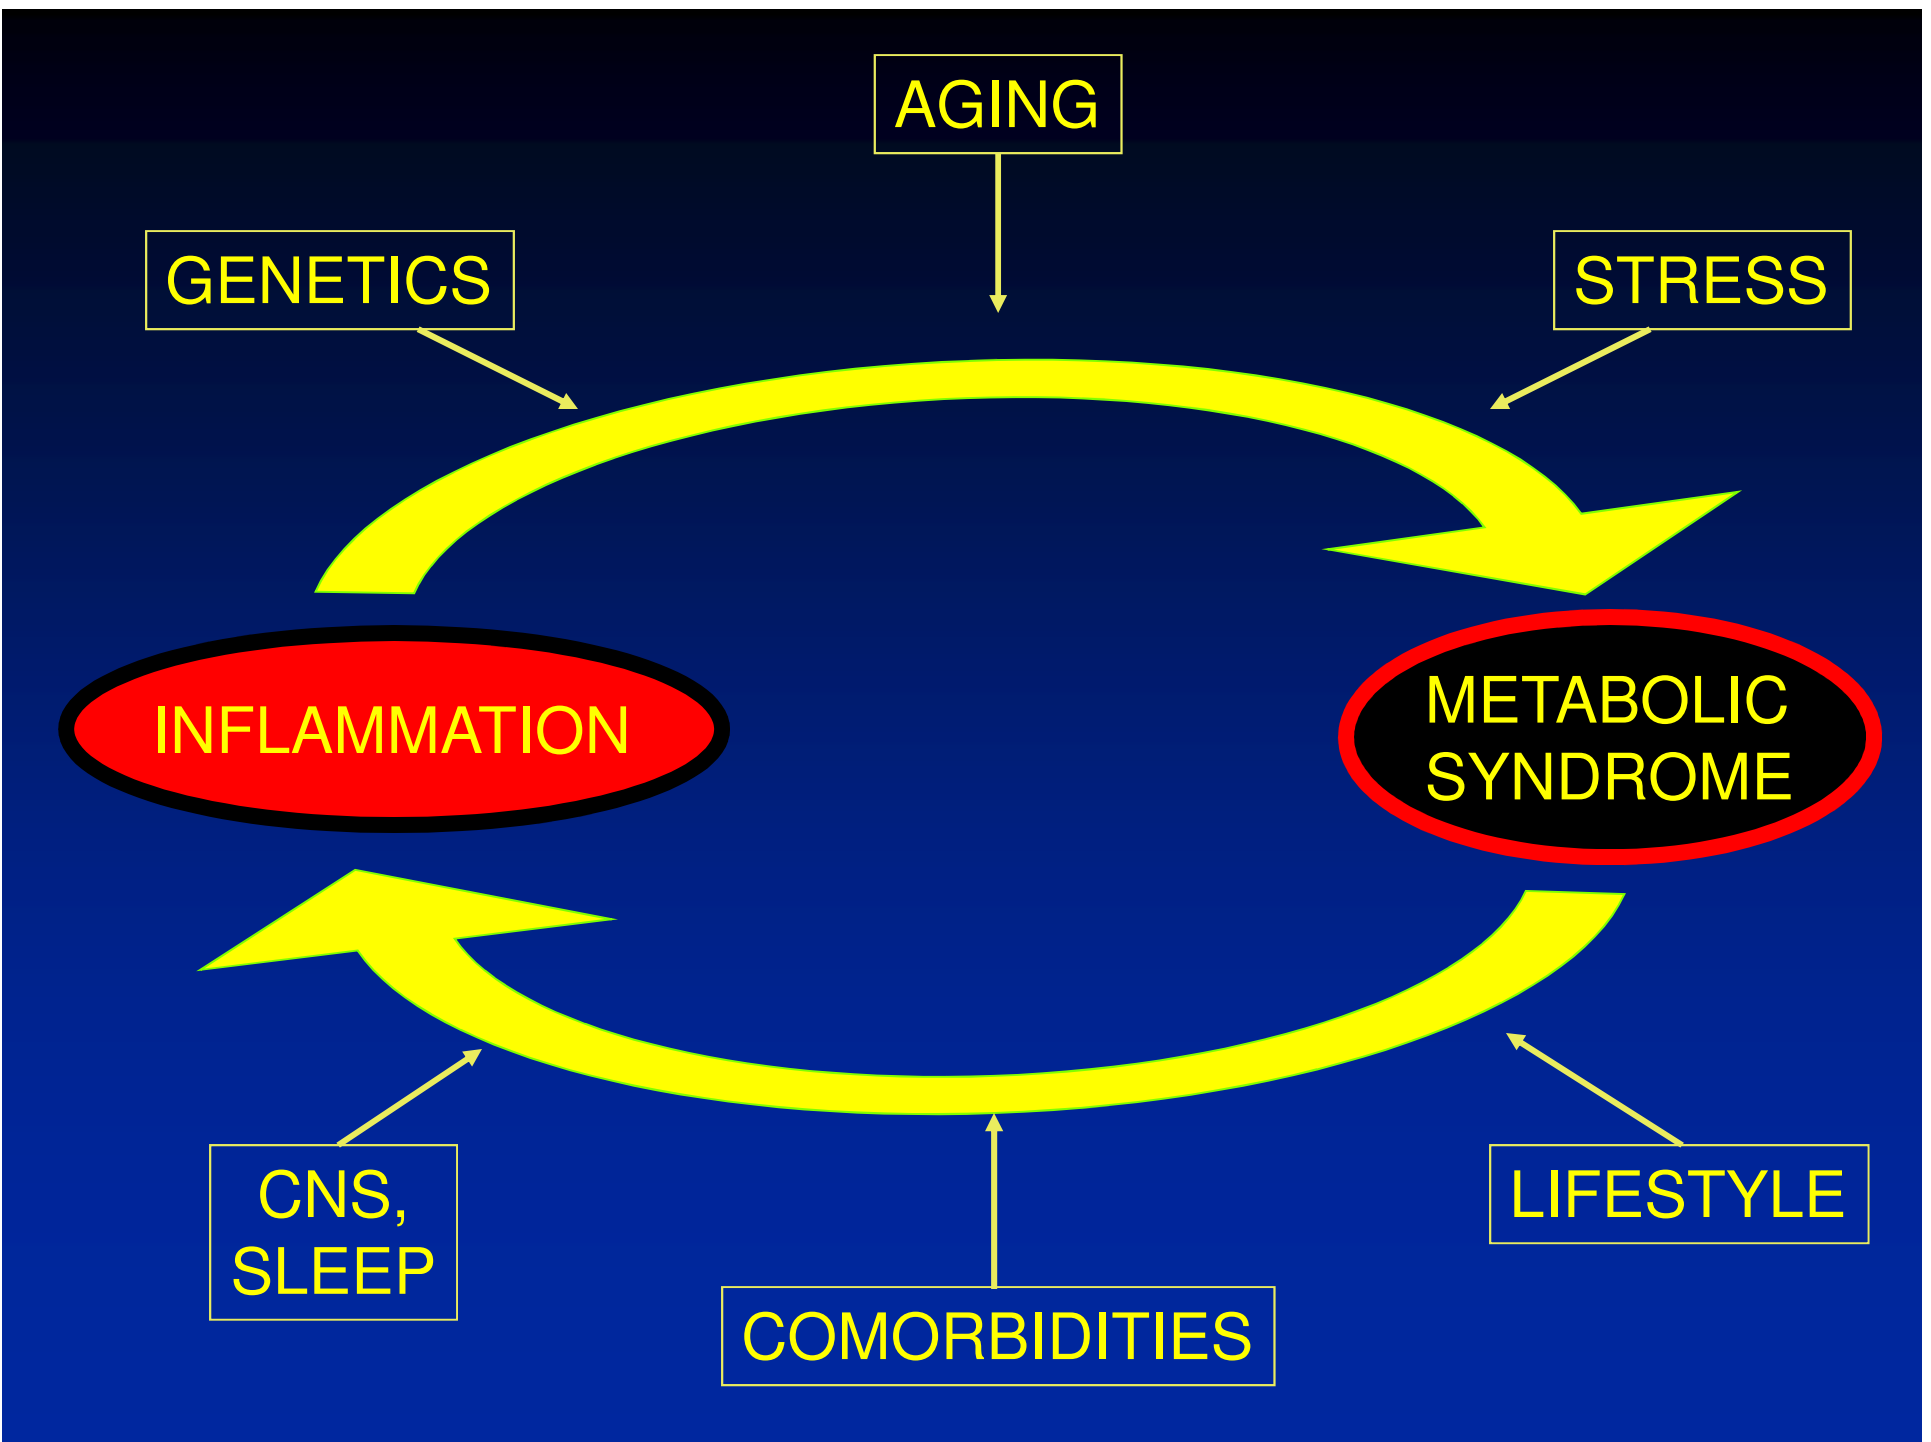 AGING
GENETICS
STRESS
INFLAMMATION
METABOLIC
SYNDROME
CNS,
SLEEP
LIFESTYLE
COMORBIDITIES